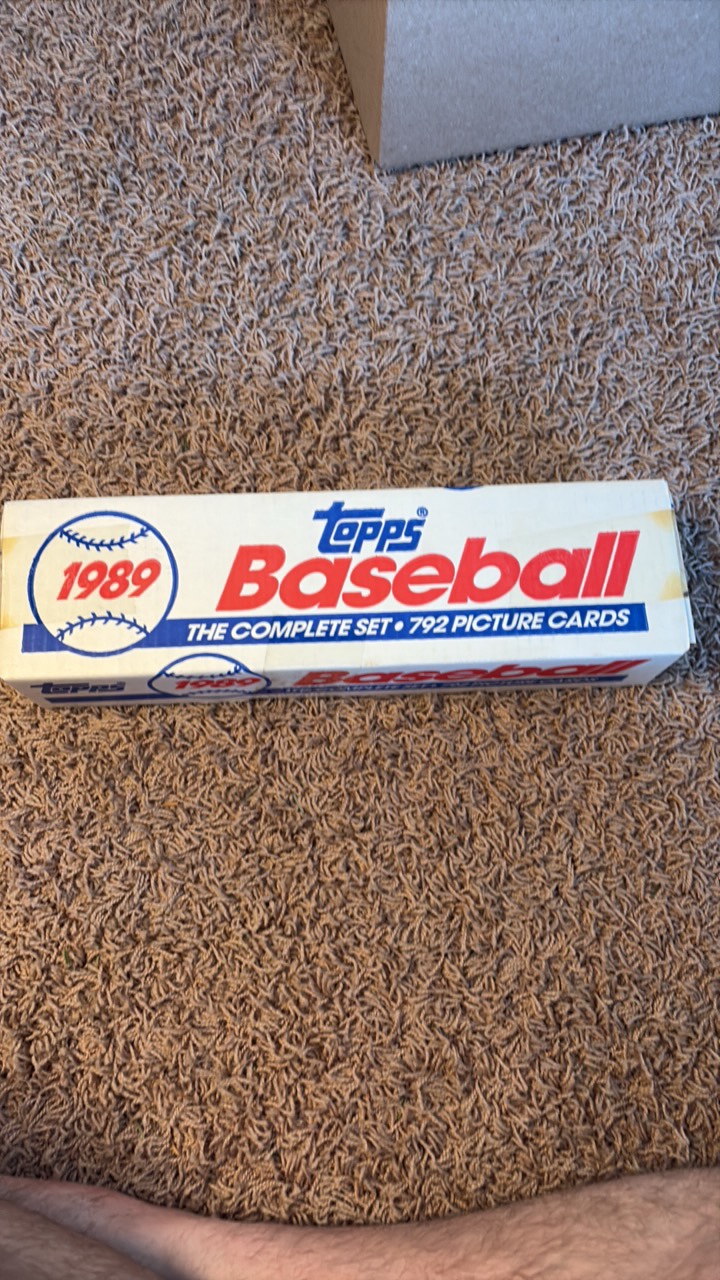 topps®
1989
Baseball
THE COMPLETE SET • 792 PICTURE CARDS
topps
1989
Baseball